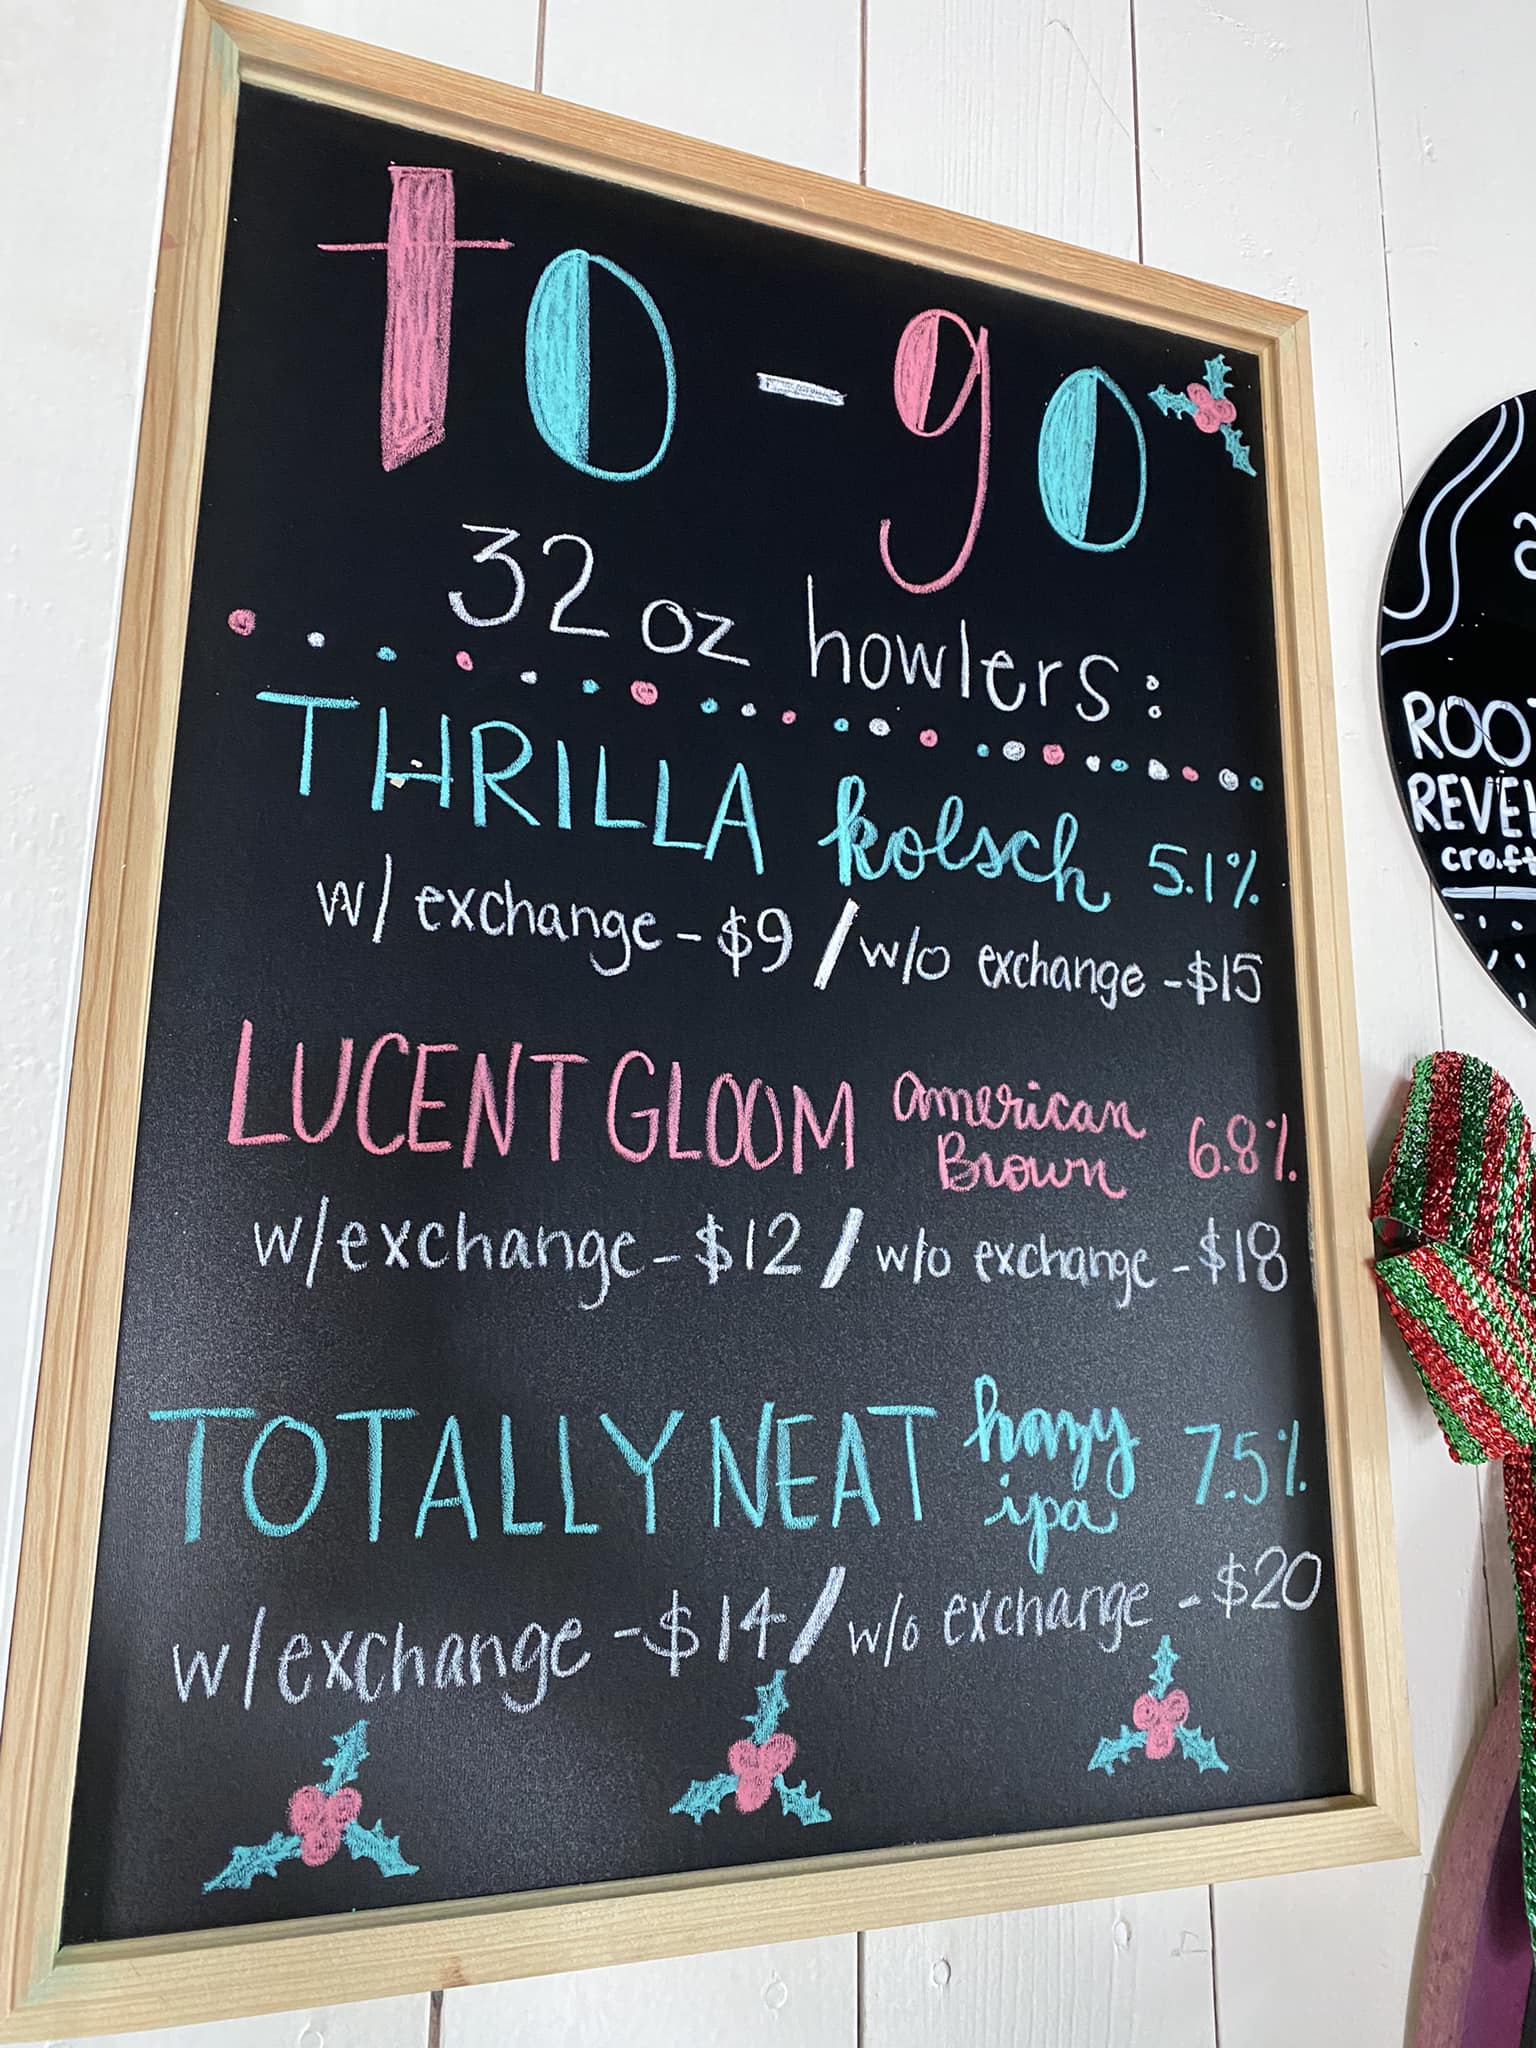 to-go
32 oz howlers:
THRILLA kolsch 5.1%
w/ exchange - $9 / w/o exchange - $15
LUCENT GLOOM american Brown 6.8%
w/exchange - $12 / w/o exchange - $18
TOTALLY NEAT hazy ipa 7.5%
w/exchange - $14 / w/o exchange - $20
ROO
REVE
craft